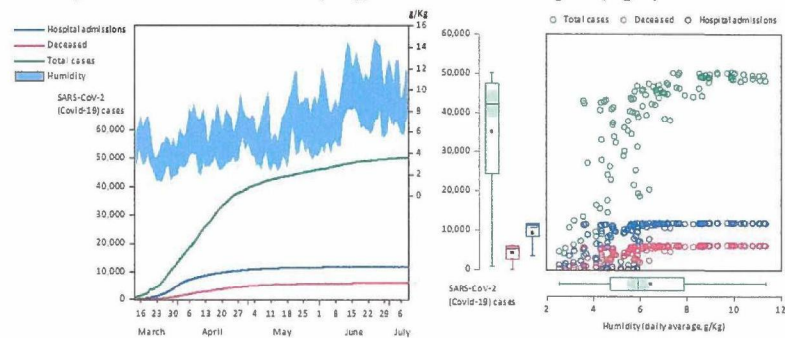 Hospital admissions
Deceased
Total cases
Humidity
SARS-CoV-2
(Covid-19) cases
60,000
50,000
40,000
30,000
20,000
10,000
0
g/Kg
16
14
12
10
8
6
4
2
0
16 23 30 6 13 20 27 4 11 18 25 1 8 15 22 29 6
March April May June July
Total cases Deceased Hospital admissions
60,000
50,000
40,000
30,000
20,000
10,000
0
SARS-CoV-2
(Covid-19) cases
2 4 6 8 10 12
Humidity (daily average, g/Kg)